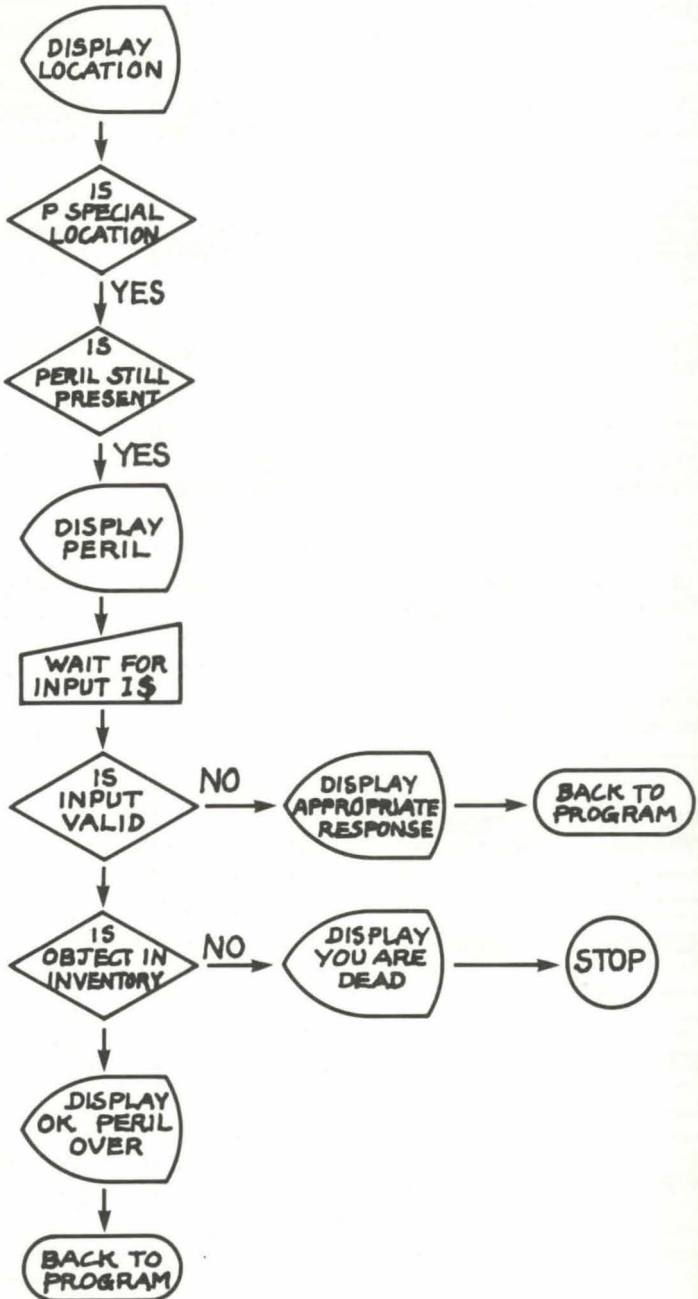 DISPLAY
LOCATION
IS
P SPECIAL
LOCATION
YES
IS
PERIL STILL
PRESENT
YES
DISPLAY
PERIL
WAIT FOR
INPUT I$
IS
INPUT
VALID
NO
DISPLAY
APPROPRIATE
RESPONSE
BACK TO
PROGRAM
IS
OBJECT IN
INVENTORY
NO
DISPLAY
YOU ARE
DEAD
STOP
DISPLAY
OK PERIL
OVER
BACK TO
PROGRAM